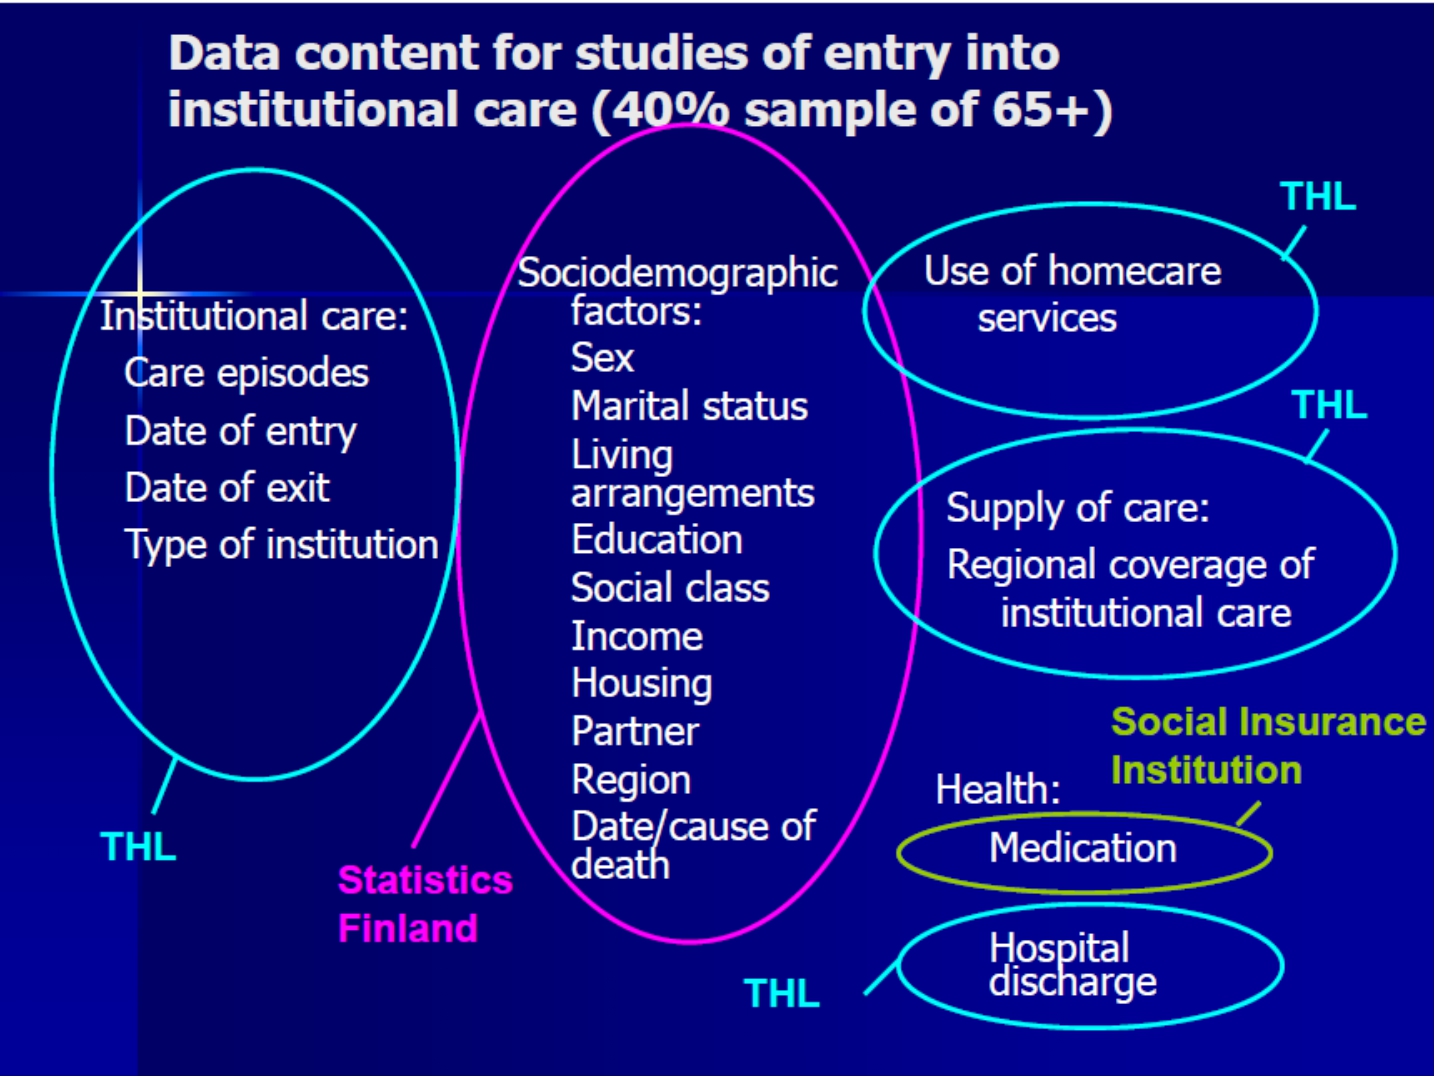 Data content for studies of entry into
institutional care (40% sample of 65+)
Institutional care:
Care episodes
Date of entry
Date of exit
Type of institution
THL
Sociodemographic
factors:
Sex
Marital status
Living
arrangements
Education
Social class
Income
Housing
Partner
Region
Date/cause of
death
Statistics
Finland
THL
Use of homecare
services
THL
Supply of care:
Regional coverage of
institutional care
Social Insurance
Institution
Health:
Medication
Hospital
discharge
THL